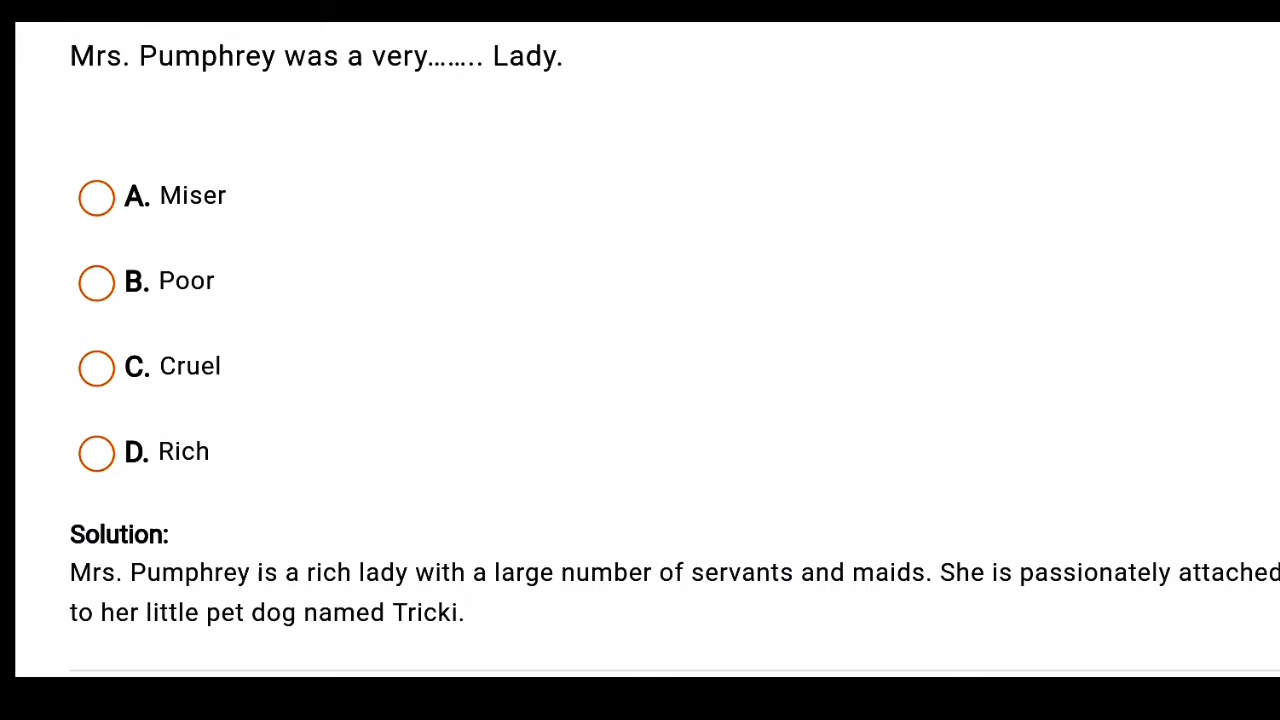 Mrs. Pumphrey was a very........ Lady.
A. Miser
B. Poor
C. Cruel
D. Rich
Solution:
Mrs. Pumphrey is a rich lady with a large number of servants and maids. She is passionately attached
to her little pet dog named Tricki.